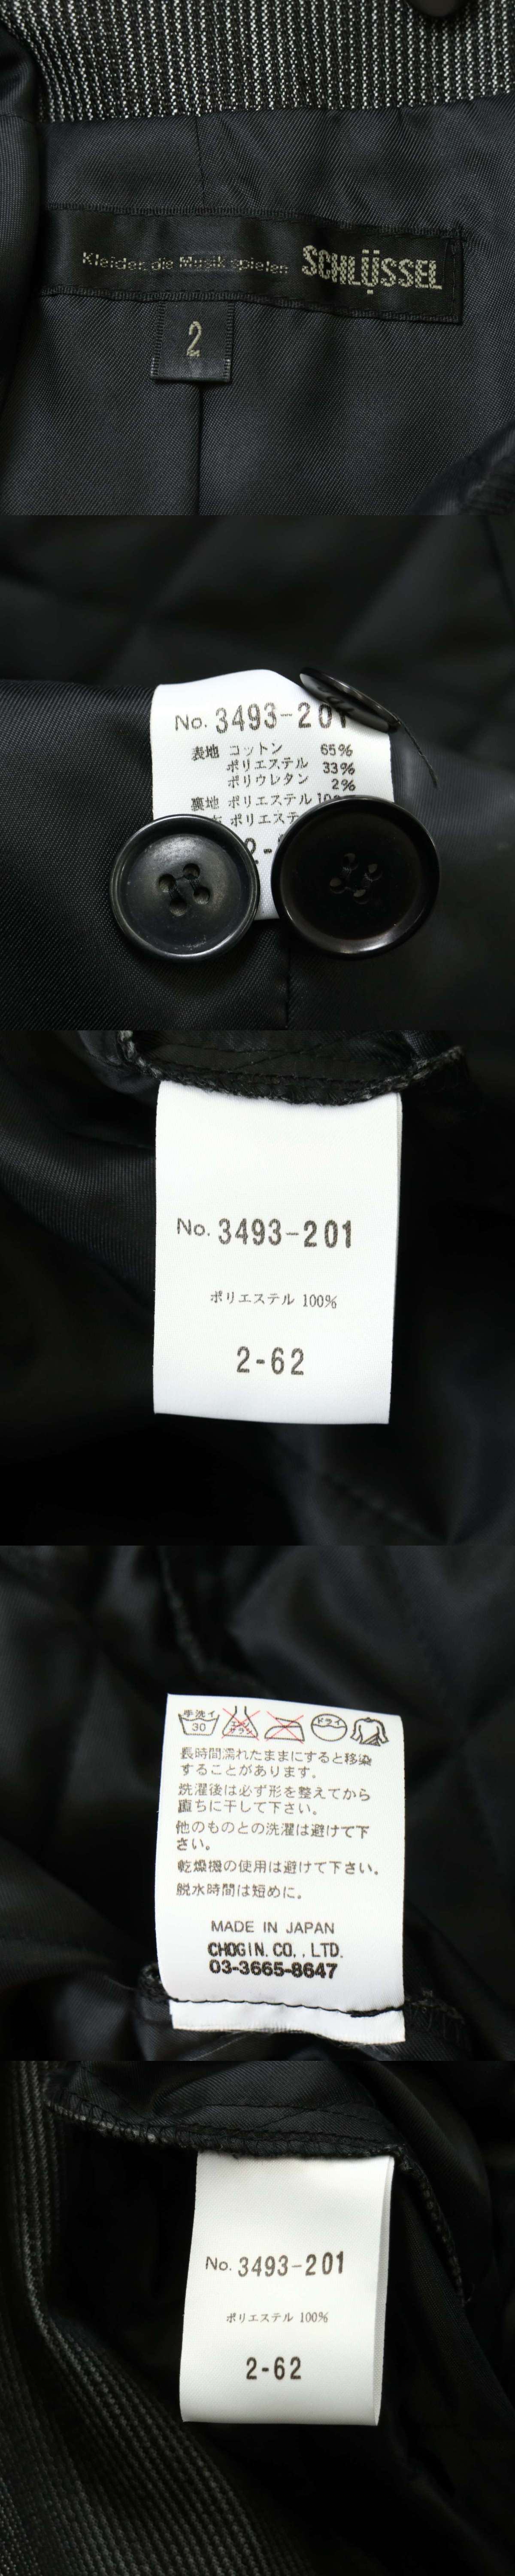 Kleider, die Musik spielen SCHLÜSSEL
2
No. 3493-201
表地 コットン 65%
ポリエステル 33%
ポリウレタン 2%
裏地 ポリエステル
ポリエステ
2-
No. 3493-201
ポリエステル 100%
2-62
手洗イ
30
ドライ
長時間濡れたままにすると移染
することがあります。
洗濯後は必ず形を整えてから
直ちに干して下さい。
他のものとの洗濯は避けて下
さい。
乾燥機の使用は避けて下さい。
脱水時間は短めに。
MADE IN JAPAN
CHOGIN.CO.,LTD.
03-3665-8647
No. 3493-201
ポリエステル 100%
2-62